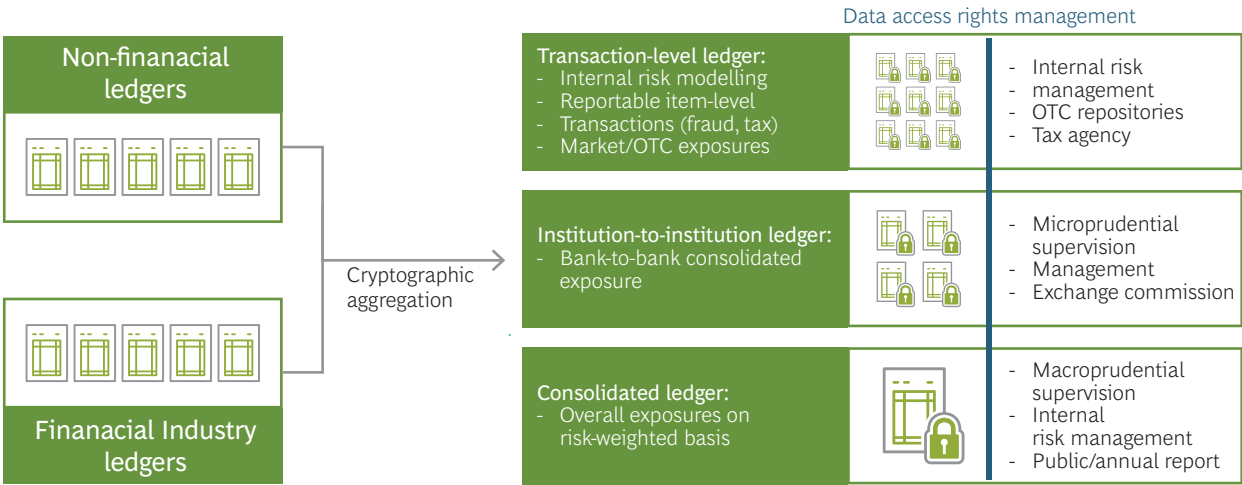 Data access rights management
Non-finanacial
ledgers
Cryptographic
aggregation
Finanacial Industry
ledgers
Transaction-level ledger:
- Internal risk modelling
- Reportable item-level
- Transactions (fraud, tax)
- Market/OTC exposures
- Internal risk
- management
- OTC repositories
- Tax agency
Institution-to-institution ledger:
- Bank-to-bank consolidated
exposure
- Microprudential
supervision
- Management
- Exchange commission
Consolidated ledger:
- Overall exposures on
risk-weighted basis
- Macroprudential
supervision
- Internal
risk management
- Public/annual report